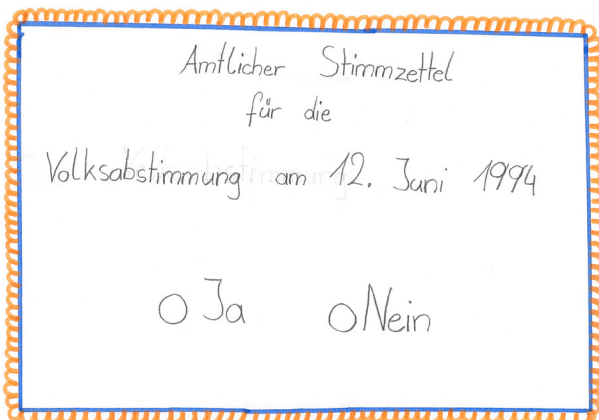 Amtlicher Stimmzettel
für die
Volksabstimmung am 12. Juni 1994
Ja Nein